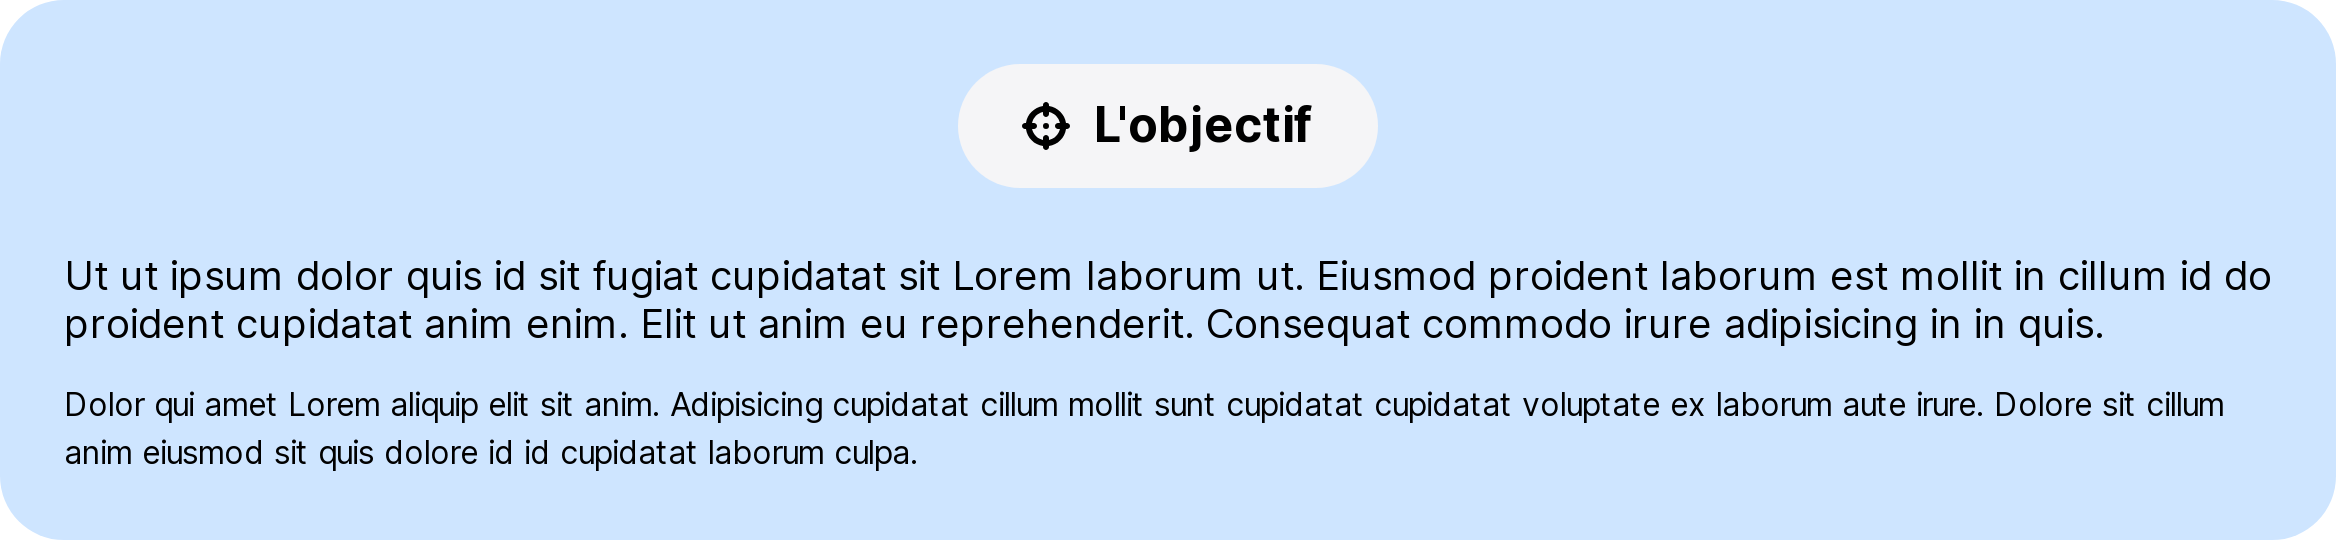 L'objectif
Ut ut ipsum dolor quis id sit fugiat cupidatat sit Lorem laborum ut. Eiusmod proident laborum est mollit in cillum id do
proident cupidatat anim enim. Elit ut anim eu reprehenderit. Consequat commodo irure adipisicing in in quis.
Dolor qui amet Lorem aliquip elit sit anim. Adipisicing cupidatat cillum mollit sunt cupidatat cupidatat voluptate ex laborum aute irure. Dolore sit cillum
anim eiusmod sit quis dolore id id cupidatat laborum culpa.